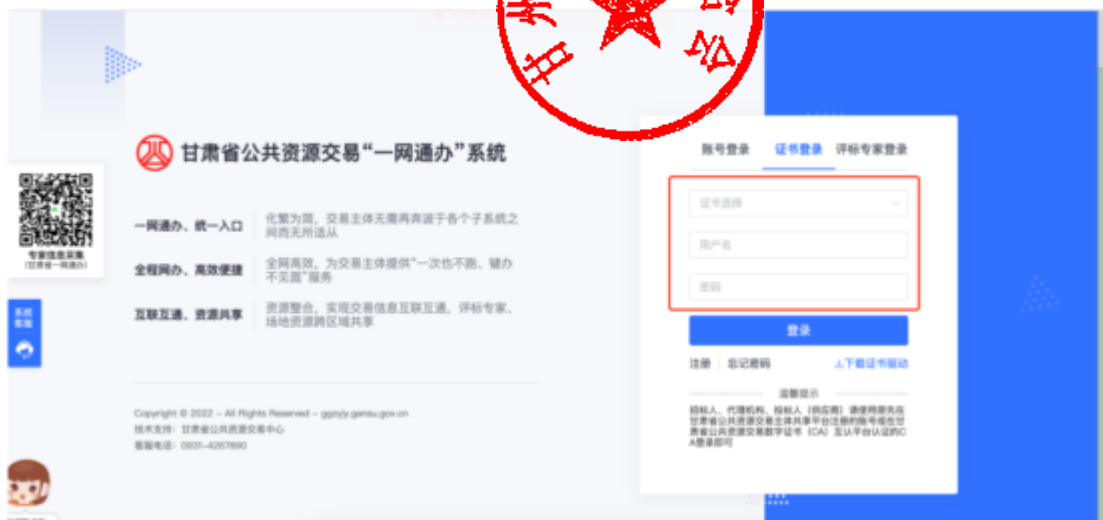 甘肃省公共资源交易“一网通办”系统
一网通办、统一入口
化繁为简，交易主体无需再奔波于各个子系统之
间而无所适从
全程网办、高效便捷
全网高效，为交易主体提供“一次也不跑、键办
不见面”服务
互联互通、资源共享
资源整合，实现交易信息互联互通，评标专家、
场地资源跨区域共享
Copyright © 2022 - All Rights Reserved - ggzyjy.gansu.gov.cn
技术支持：甘肃省公共资源交易中心
客服电话：0931-4267890
专家信息采集
（甘肃省一网通办）
系统
客服
账号登录 证书登录 评标专家登录
证书选择
用户名
密码
登录
注册 忘记密码 下载证书驱动
温馨提示
招标人、代理机构、投标人（供应商）请使用原先在
甘肃省公共资源交易主体共享平台注册的账号或在甘
肃省公共资源交易数字证书（CA）互认平台认证的C
A登录即可